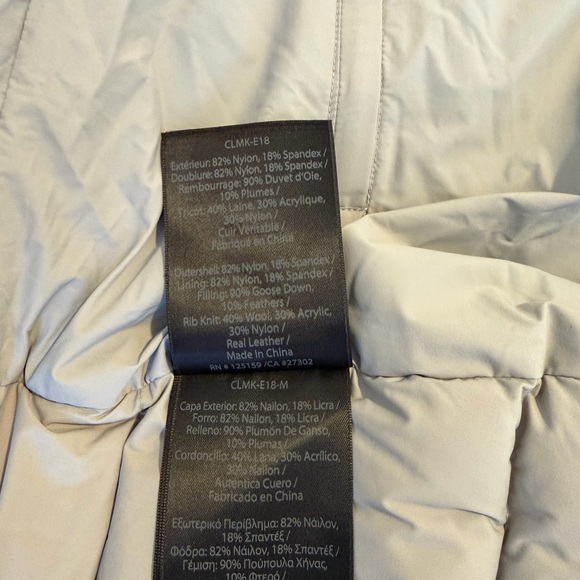 CLMK-E18
Extérieur: 82% Nylon, 18% Spandex /
Doublure: 82% Nylon, 18% Spandex /
Rembourrage: 90% Duvet d'Oie,
10% Plumes /
Tricot: 40% Laine, 30% Acrylique,
30% Nylon /
Cuir Veritable /
Fabriqué en China
Outershell: 82% Nylon, 18% Spandex /
Lining: 82% Nylon, 18% Spandex /
Filling: 90% Goose Down,
10% Feathers /
Rib Knit: 40% Wool, 30% Acrylic,
30% Nylon /
Real Leather /
Made in China
RN # 125159 /CA #27302
CLMK-E18-M
Capa Exterior: 82% Nailon, 18% Licra /
Forro: 82% Nailon, 18% Licra /
Relleno: 90% Plumón De Ganso,
10% Plumas /
Cordoncillo: 40% Lana, 30% Acrílico,
30% Nailon /
Autentica Cuero /
Fabricado en China
Εξωτερικό Περίβλημα: 82% Νάιλον,
18% Σπαντέξ /
Φόδρα: 82% Νάιλον, 18% Σπαντέξ /
Γέμιση: 90% Πούπουλα Χήνας,
10% Φτερό /